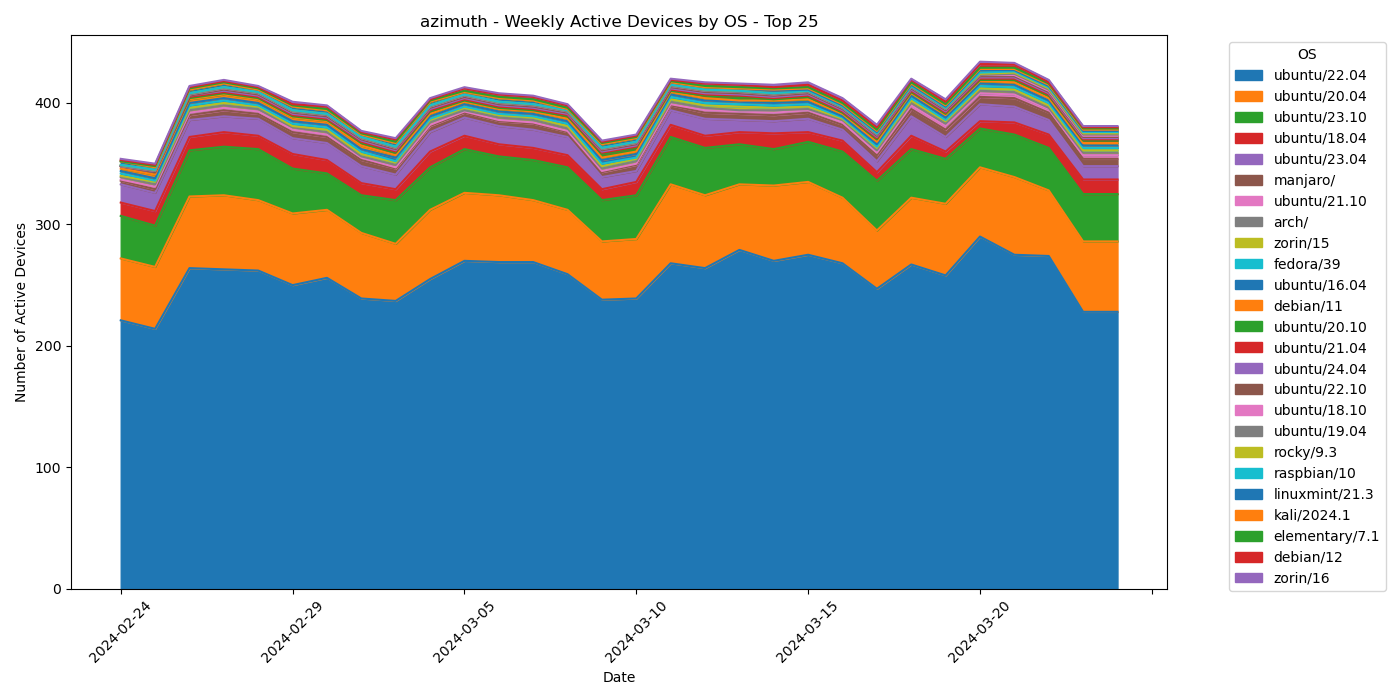 azimuth - Weekly Active Devices by OS - Top 25
Number of Active Devices
400
300
200
100
0
2024-02-24
2024-02-29
2024-03-05
2024-03-10
2024-03-15
2024-03-20
Date
OS
ubuntu/22.04
ubuntu/20.04
ubuntu/23.10
ubuntu/18.04
ubuntu/23.04
manjaro/
ubuntu/21.10
arch/
zorin/15
fedora/39
ubuntu/16.04
debian/11
ubuntu/20.10
ubuntu/21.04
ubuntu/24.04
ubuntu/22.10
ubuntu/18.10
ubuntu/19.04
rocky/9.3
raspbian/10
linuxmint/21.3
kali/2024.1
elementary/7.1
debian/12
zorin/16